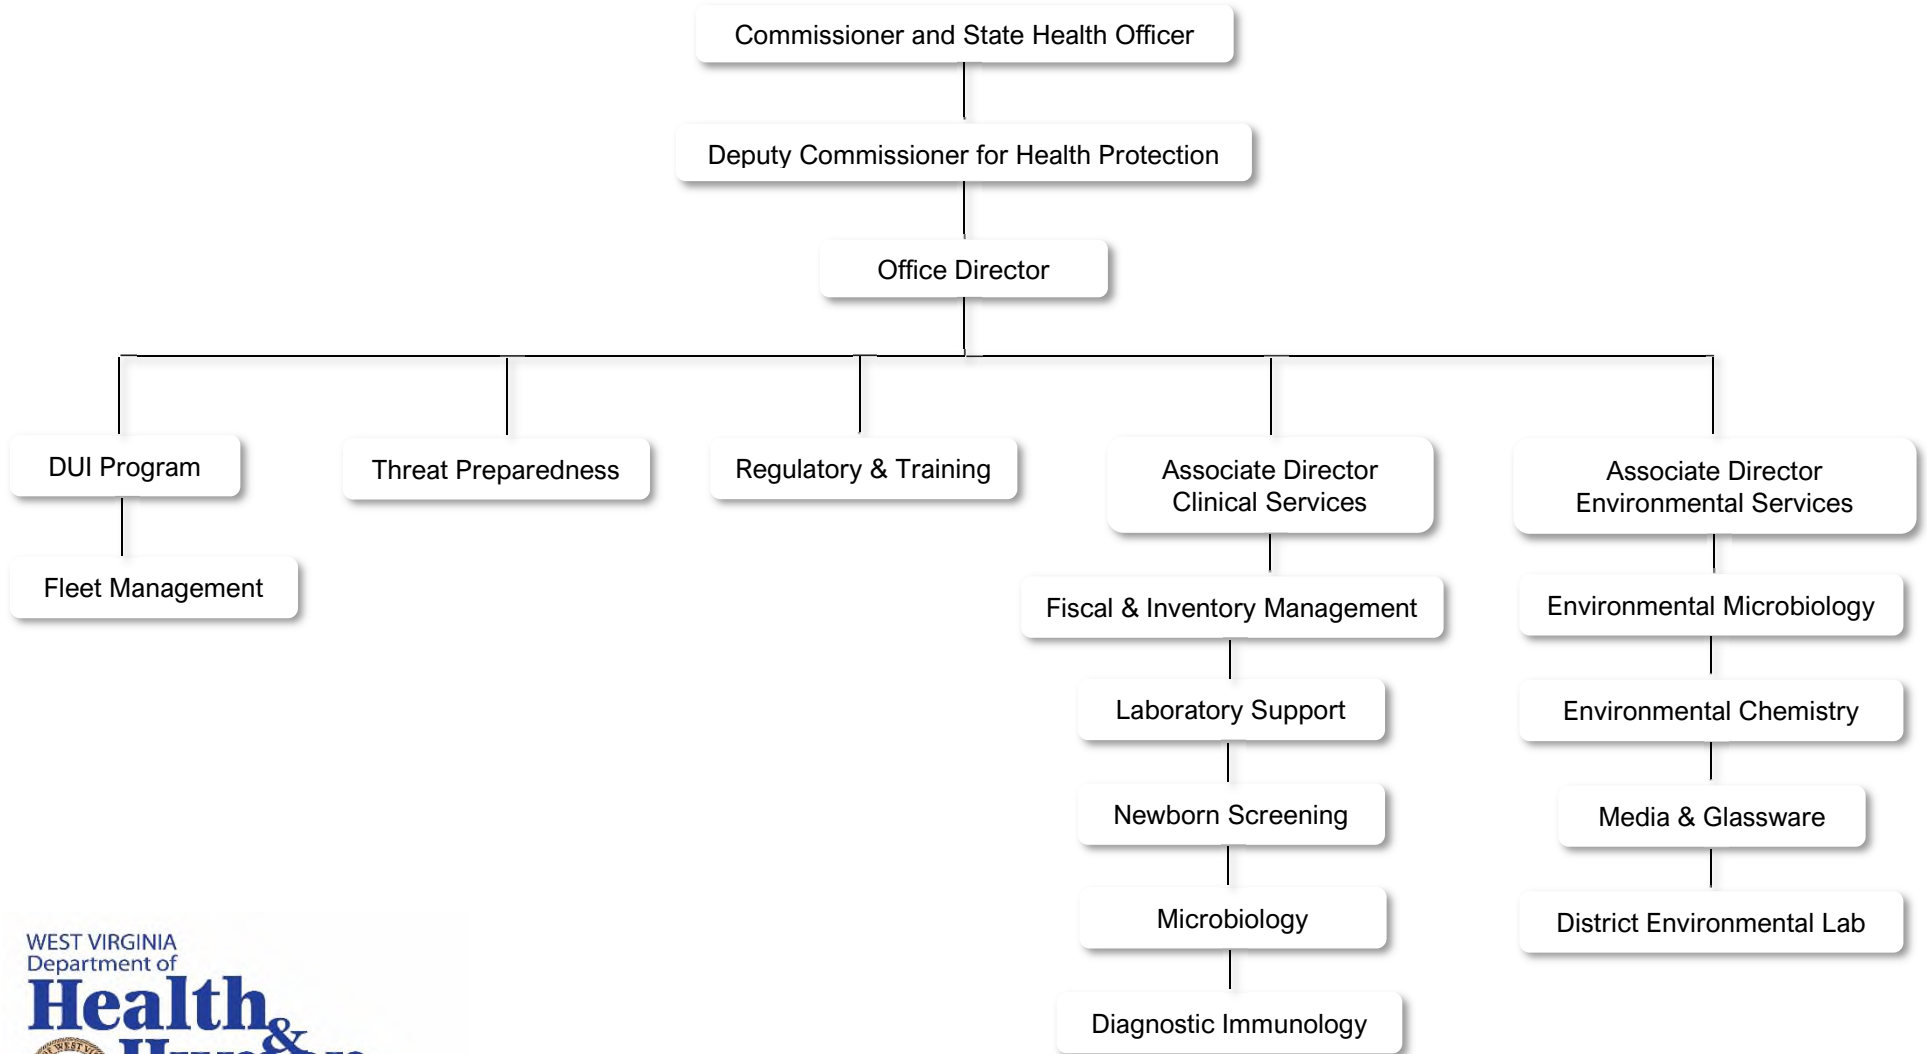 Commissioner and State Health Officer
Deputy Commissioner for Health Protection
Office Director
DUI Program
Threat Preparedness
Regulatory & Training
Associate Director
Clinical Services
Associate Director
Environmental Services
Fleet Management
Fiscal & Inventory Management
Laboratory Support
Newborn Screening
Microbiology
Diagnostic Immunology
Environmental Microbiology
Environmental Chemistry
Media & Glassware
District Environmental Lab
WEST VIRGINIA
Department of
Health
&
Human